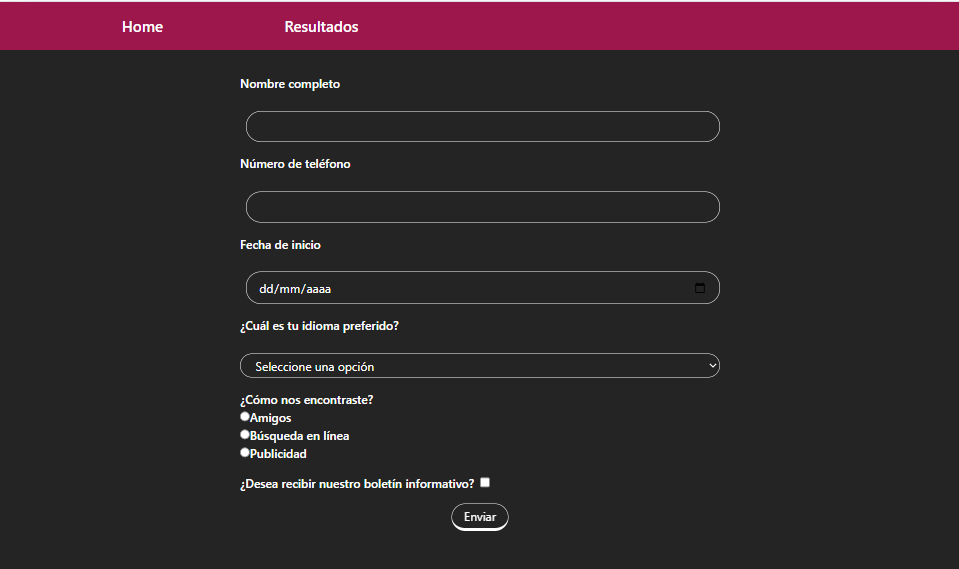 Home Resultados
Nombre completo
Número de teléfono
Fecha de inicio
dd/mm/aaaa
¿Cuál es tu idioma preferido?
Seleccione una opción
¿Cómo nos encontraste?
Amigos
Búsqueda en línea
Publicidad
¿Desea recibir nuestro boletín informativo?
Enviar